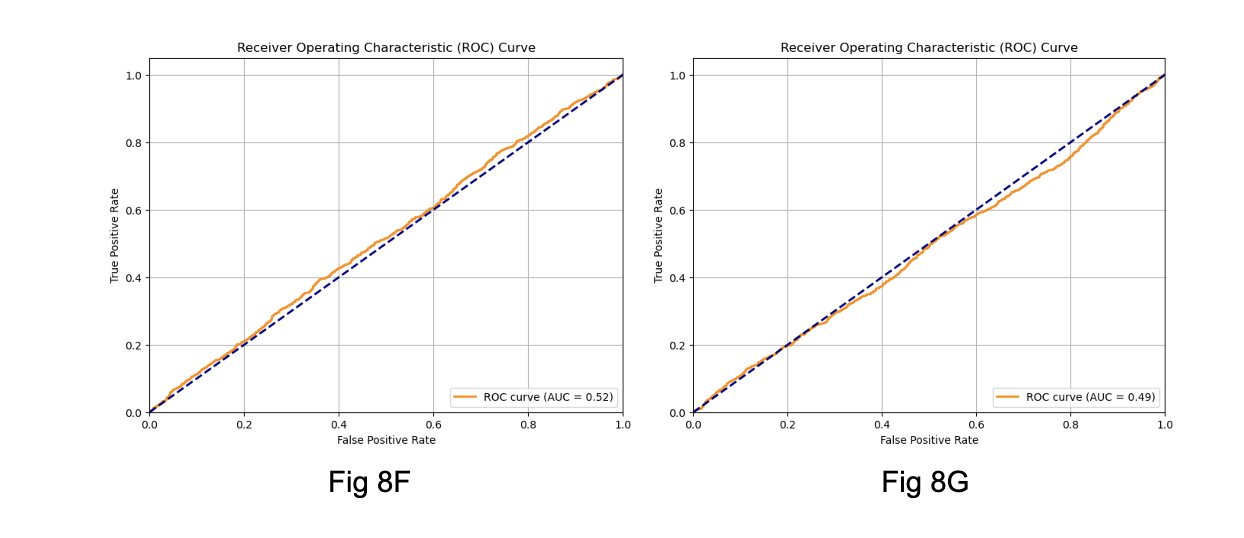 Receiver Operating Characteristic (ROC) Curve
True Positive Rate
1.0
0.8
0.6
0.4
0.2
0.0
ROC curve (AUC = 0.52)
0.0 0.2 0.4 0.6 0.8 1.0
False Positive Rate
Fig 8F
Receiver Operating Characteristic (ROC) Curve
True Positive Rate
1.0
0.8
0.6
0.4
0.2
0.0
ROC curve (AUC = 0.49)
0.0 0.2 0.4 0.6 0.8 1.0
False Positive Rate
Fig 8G